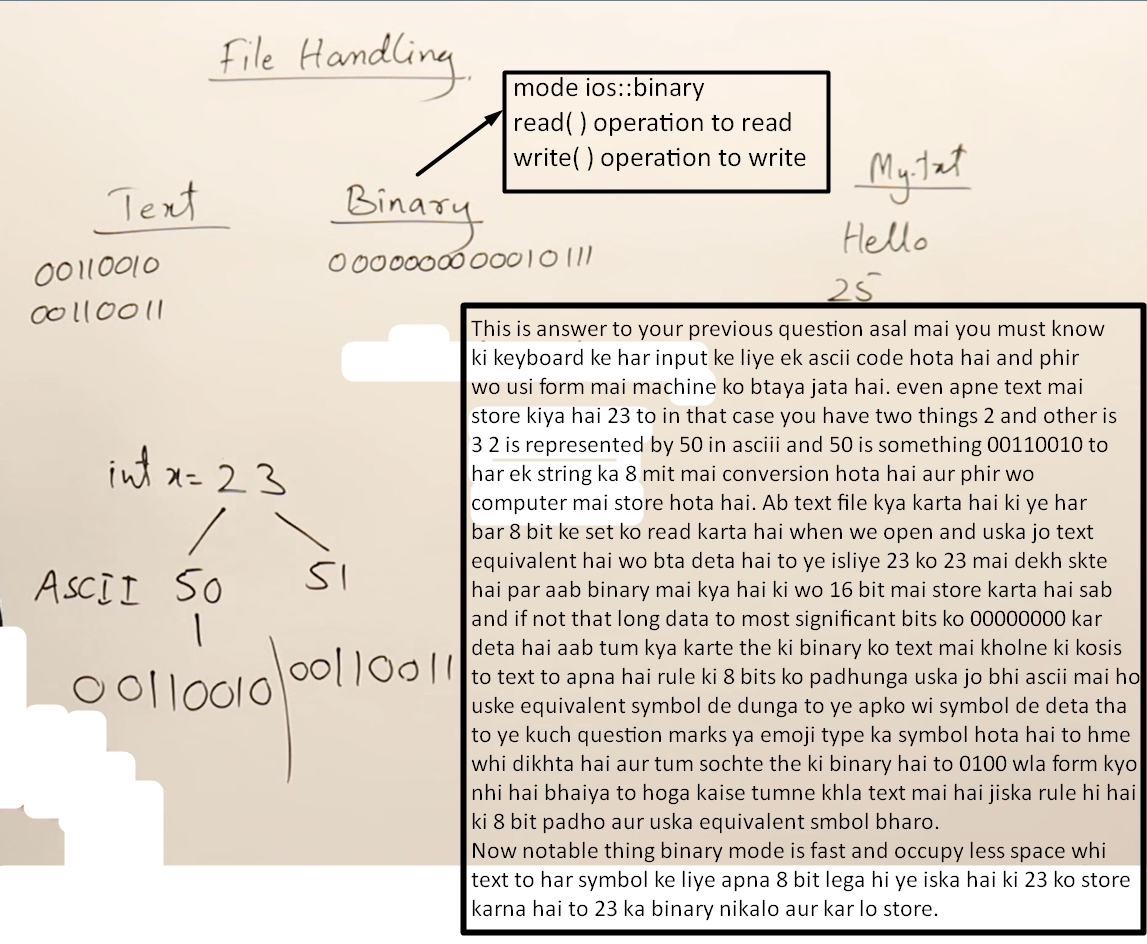 File Handling
mode ios::binary
read( ) operation to read
write( ) operation to write
Text
Binary
My.txt
00110010
00110011
0000000000010111
Hello
25
int x= 23
ASCII 50 51
00110010 00110011
This is answer to your previous question asal mai you must know
ki keyboard ke har input ke liye ek ascii code hota hai and phir
wo usi form mai machine ko btaya jata hai. even apne text mai
store kiya hai 23 to in that case you have two things 2 and other is
3 2 is represented by 50 in asciii and 50 is something 00110010 to
har ek string ka 8 mit mai conversion hota hai aur phir wo
computer mai store hota hai. Ab text file kya karta hai ki ye har
bar 8 bit ke set ko read karta hai when we open and uska jo text
equivalent hai wo bta deta hai to ye isliye 23 ko 23 mai dekh skte
hai par aab binary mai kya hai ki wo 16 bit mai store karta hai sab
and if not that long data to most significant bits ko 00000000 kar
deta hai aab tum kya karte the ki binary ko text mai kholne ki kosis
to text to apna hai rule ki 8 bits ko padhunga uska jo bhi ascii mai ho
uske equivalent symbol de dunga to ye apko wi symbol de deta tha
to ye kuch question marks ya emoji type ka symbol hota hai to hme
whi dikhta hai aur tum sochte the ki binary hai to 0100 wla form kyo
nhi hai bhaiya to hoga kaise tumne khla text mai hai jiska rule hi hai
ki 8 bit padho aur uska equivalent smbol bharo.
Now notable thing binary mode is fast and occupy less space whi
text to har symbol ke liye apna 8 bit lega hi ye iska hai ki 23 ko store
karna hai to 23 ka binary nikalo aur kar lo store.